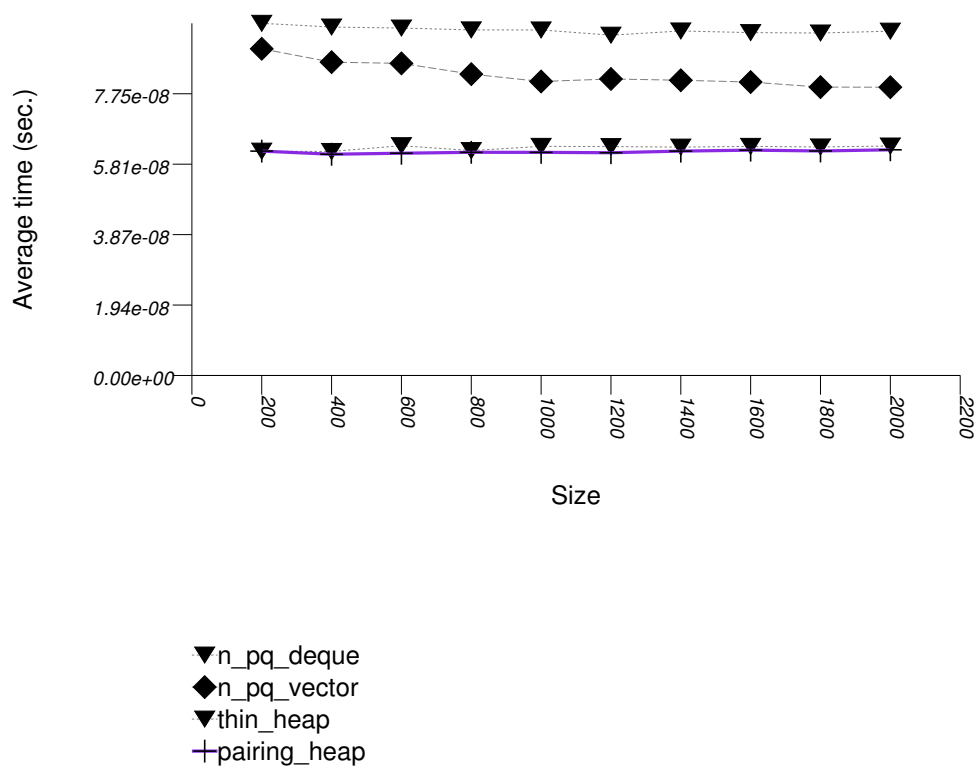 Average time (sec.)
7.75e-08
5.81e-08
3.87e-08
1.94e-08
0.00e+00
0
200
400
600
800
1000
1200
1400
1600
1800
2000
2200
Size
n_pq_deque
n_pq_vector
thin_heap
pairing_heap